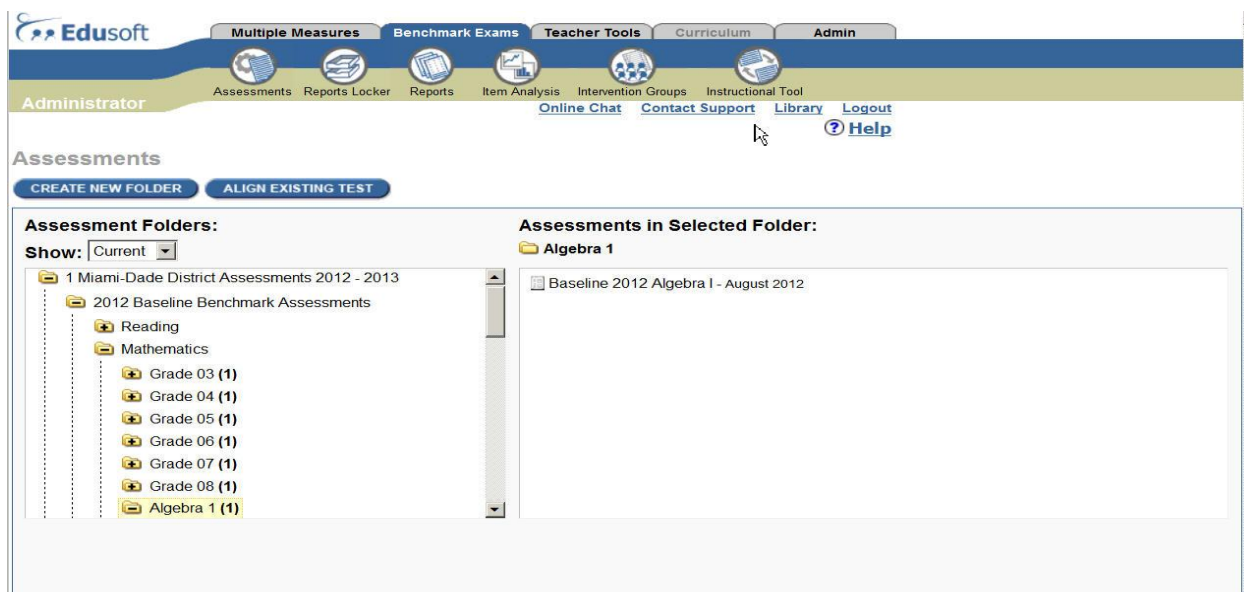 Edusoft
Multiple Measures Benchmark Exams Teacher Tools Curriculum Admin
Assessments Reports Locker Reports Item Analysis Intervention Groups Instructional Tool
Administrator
Online Chat Contact Support Library Logout
? Help
Assessments
CREATE NEW FOLDER ALIGN EXISTING TEST
Assessment Folders:
Show: Current
1 Miami-Dade District Assessments 2012 - 2013
2012 Baseline Benchmark Assessments
Reading
Mathematics
Grade 03 (1)
Grade 04 (1)
Grade 05 (1)
Grade 06 (1)
Grade 07 (1)
Grade 08 (1)
Algebra 1 (1)
Assessments in Selected Folder:
Algebra 1
Baseline 2012 Algebra I - August 2012